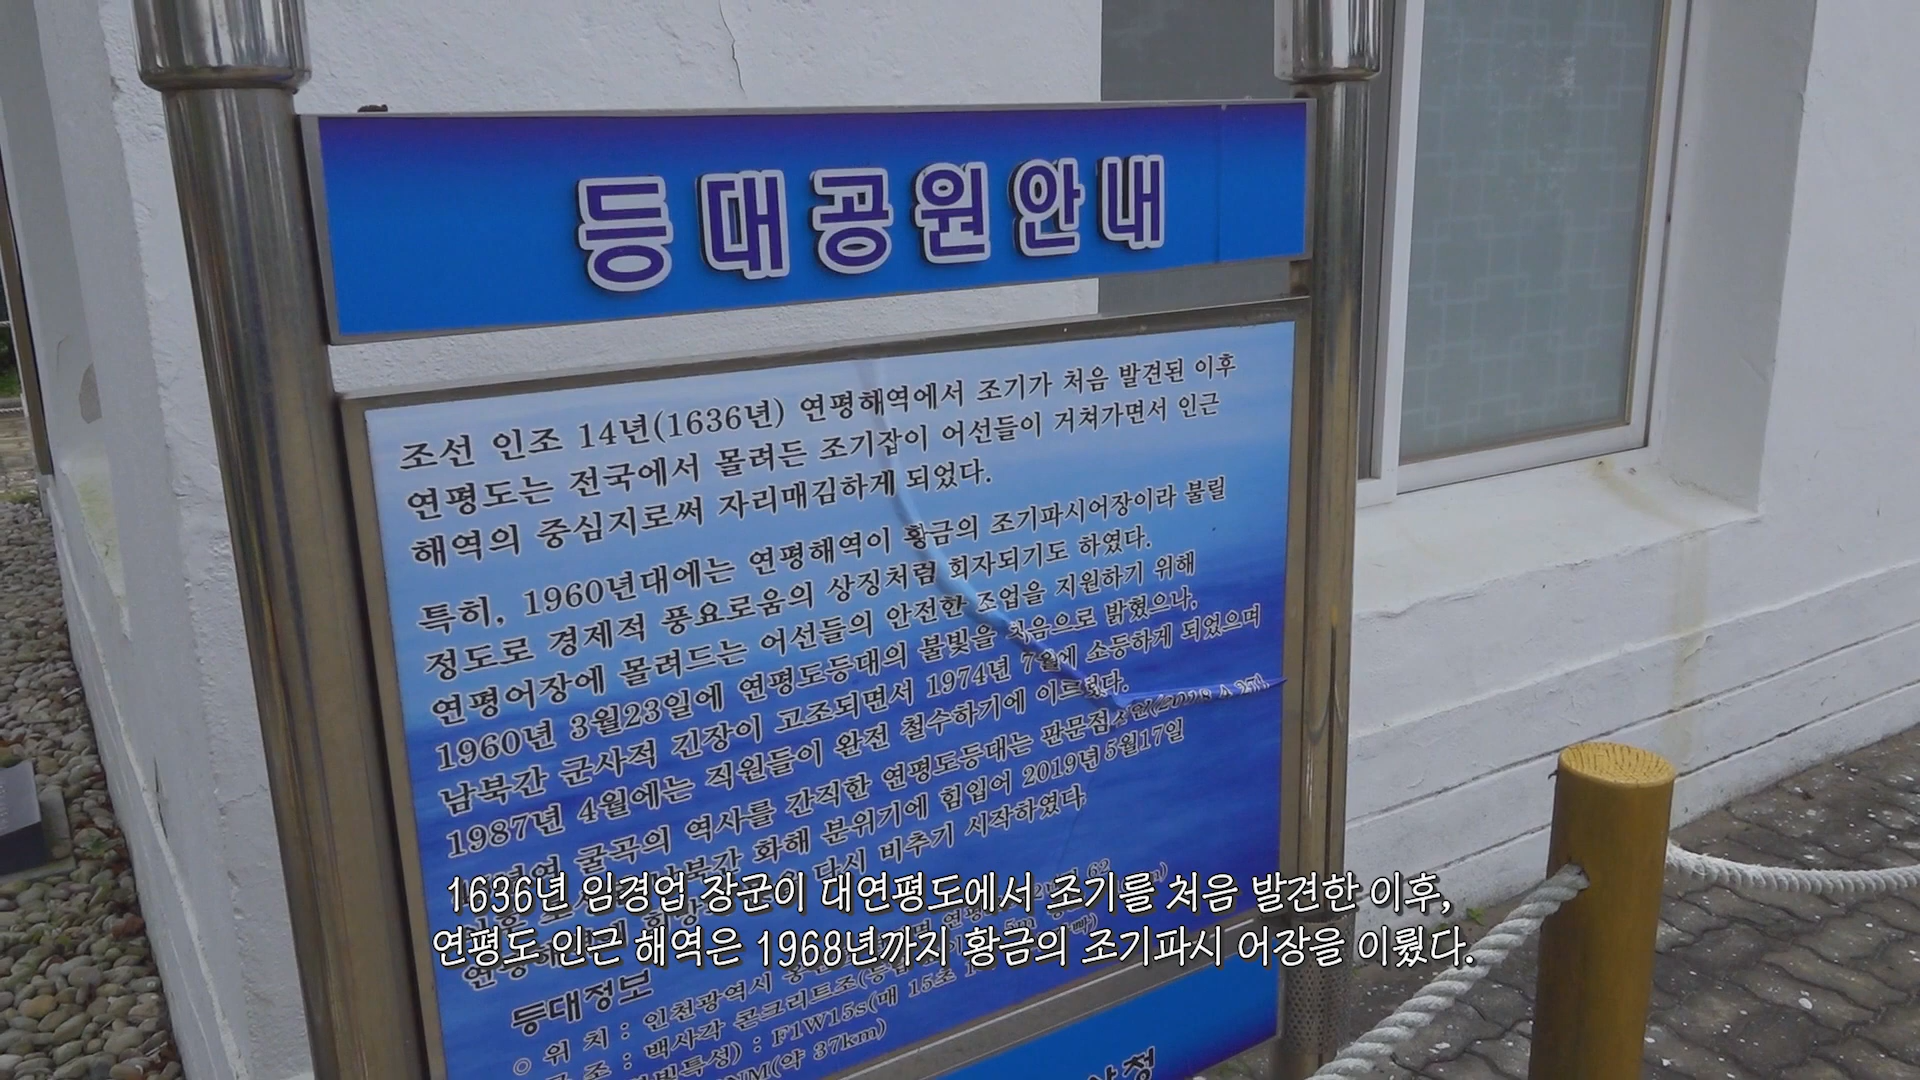 등대공원안내
조선 인조 14년(1636년) 연평해역에서 조기가 처음 발견된 이후
연평도는 전국에서 몰려든 조기잡이 어선들이 거쳐가면서 인근
해역의 중심지로써 자리매김하게 되었다.
특히, 1960년대에는 연평해역이 황금의 조기파시어장이라 불릴
정도로 경제적 풍요로움의 상징처럼 회자되기도 하였다.
연평어장에 몰려드는 어선들의 안전한 조업을 지원하기 위해
1960년 3월23일에 연평도등대의 불빛을 처음으로 밝혔으나,
남북간 군사적 긴장이 고조되면서 1974년 7월에 소등하게 되었으며
1987년 4월에는 직원들이 완전 철수하기에 이르렀다.
굴곡의 역사를 간직한 연평도등대는
남북간 화해 분위기에 힘입어 2019년 5월17일
다시 비추기 시작하였다.
1636년 임경업 장군이 대연평도에서 조기를 처음 발견한 이후,
연평도 인근 해역은 1968년까지 황금의 조기파시 어장을 이뤘다.
등대정보
○ 위 치 : 인천광역시
조 : 백사각 콘크리트조
: F1W15s(매 15초
(약 37km)